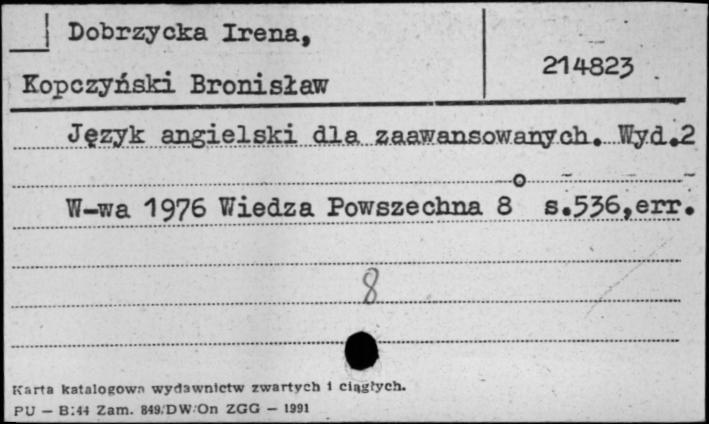 Dobrzycka Irena,
Kopczyński Bronisław
214823
Język angielski dla zaawansowanych. Wyd.2
W-wa 1976 Wiedza Powszechna 8° s.536,err.
8
Karta katalogowa wydawnictw zwartych i ciągłych.
PU — B:44 Zam. 849/DW/On ZGG — 1991